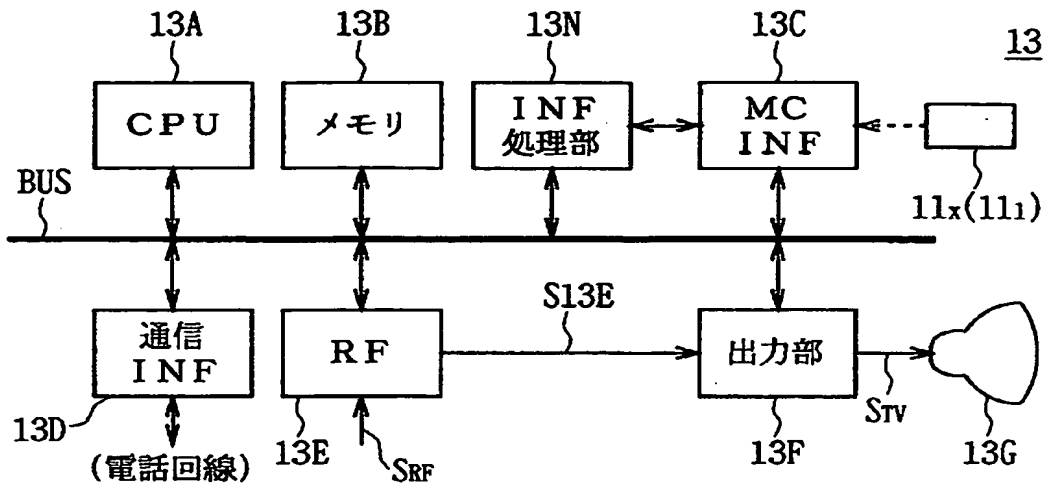 13A
13B
13N
13C
13
CPU
メモリ
INF
処理部
MC
INF
BUS
11x(111)
S13E
通信
INF
RF
出力部
STV
13D
13E
SRF
13F
13G
(電話回線)